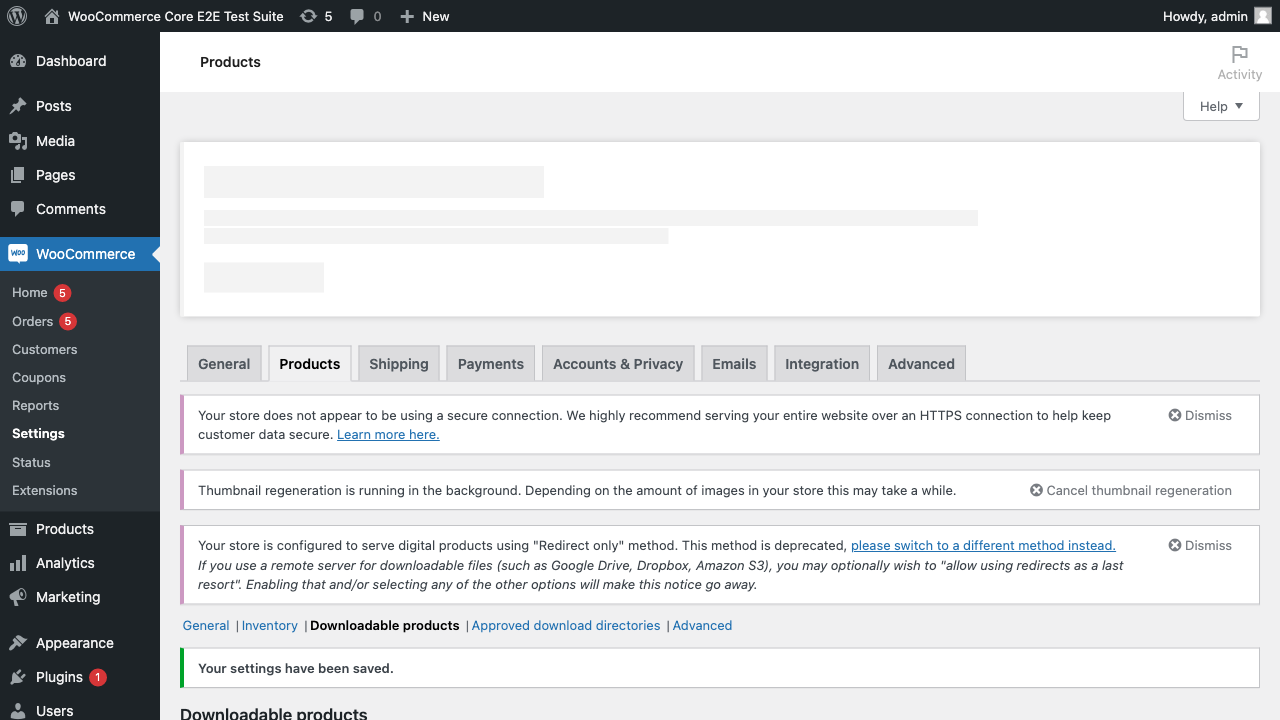 WooCommerce Core E2E Test Suite 5 0 New Howdy, admin
Dashboard
Posts
Media
Pages
Comments
WooCommerce
Home 5
Orders 5
Customers
Coupons
Reports
Settings
Status
Extensions
Products
Analytics
Marketing
Appearance
Plugins 1
Users
Products
Activity
Help
General Products Shipping Payments Accounts & Privacy Emails Integration Advanced
Your store does not appear to be using a secure connection. We highly recommend serving your entire website over an HTTPS connection to help keep
customer data secure. Learn more here.
Dismiss
Thumbnail regeneration is running in the background. Depending on the amount of images in your store this may take a while.
Cancel thumbnail regeneration
Your store is configured to serve digital products using "Redirect only" method. This method is deprecated, please switch to a different method instead.
If you use a remote server for downloadable files (such as Google Drive, Dropbox, Amazon S3), you may optionally wish to "allow using redirects as a last
resort". Enabling that and/or selecting any of the other options will make this notice go away.
Dismiss
General | Inventory | Downloadable products | Approved download directories | Advanced
Your settings have been saved.
Downloadable products